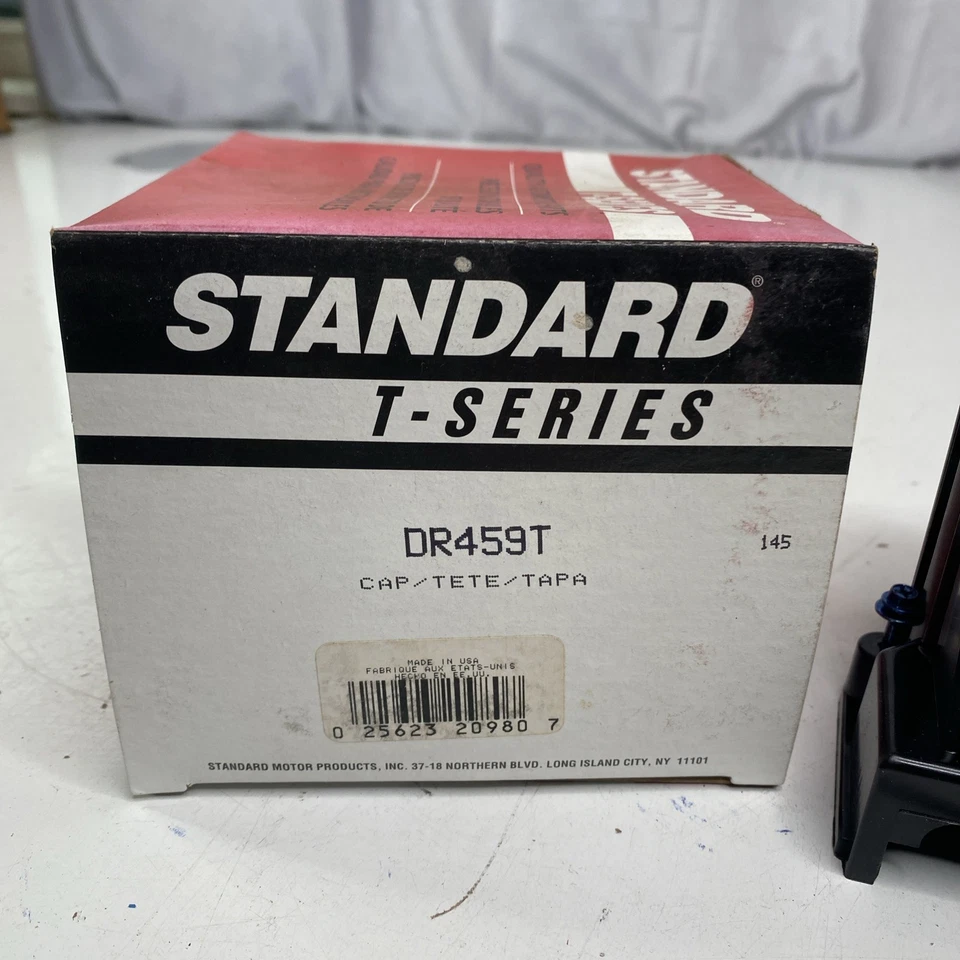 STANDARD
STANDARD®
T-SERIES
DR459T
145
CAP/TETE/TAPA
MADE IN USA
FABRIQUE AUX ETATS-UNIS
HECHO EN EE.UU.
0 25623 20980 7
STANDARD MOTOR PRODUCTS, INC. 37-18 NORTHERN BLVD. LONG ISLAND CITY, NY 11101